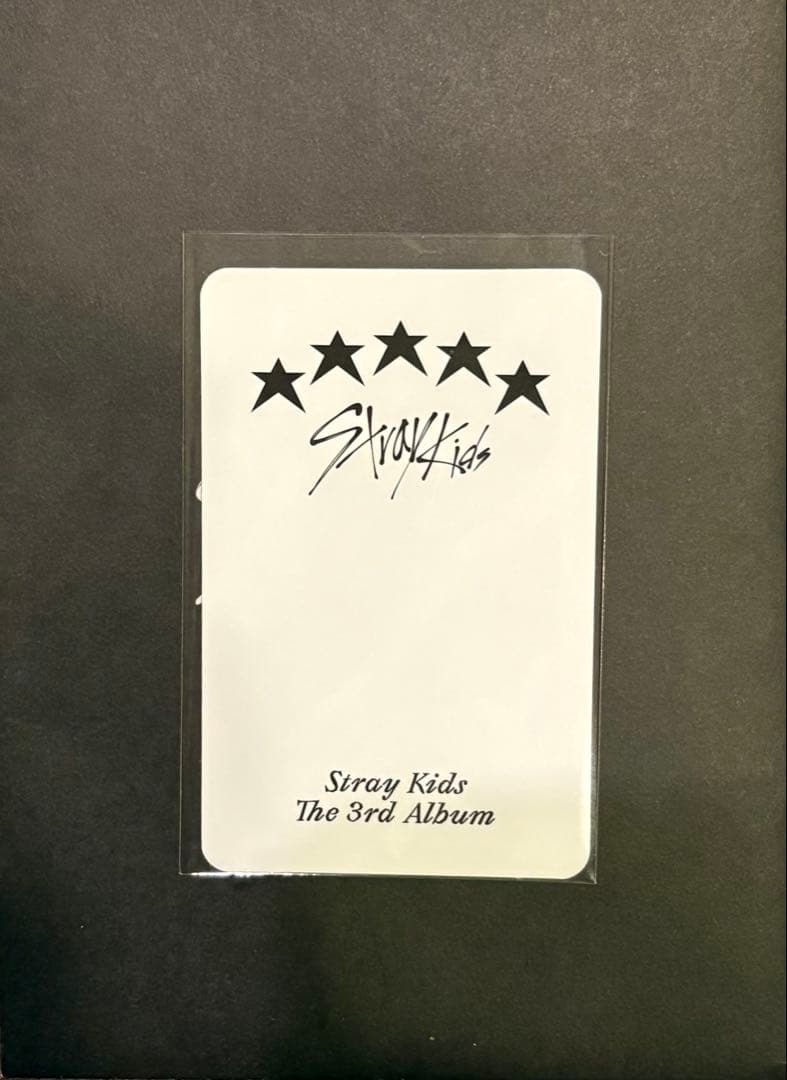 ★★★★★
Stray Kids
Stray Kids
The 3rd Album